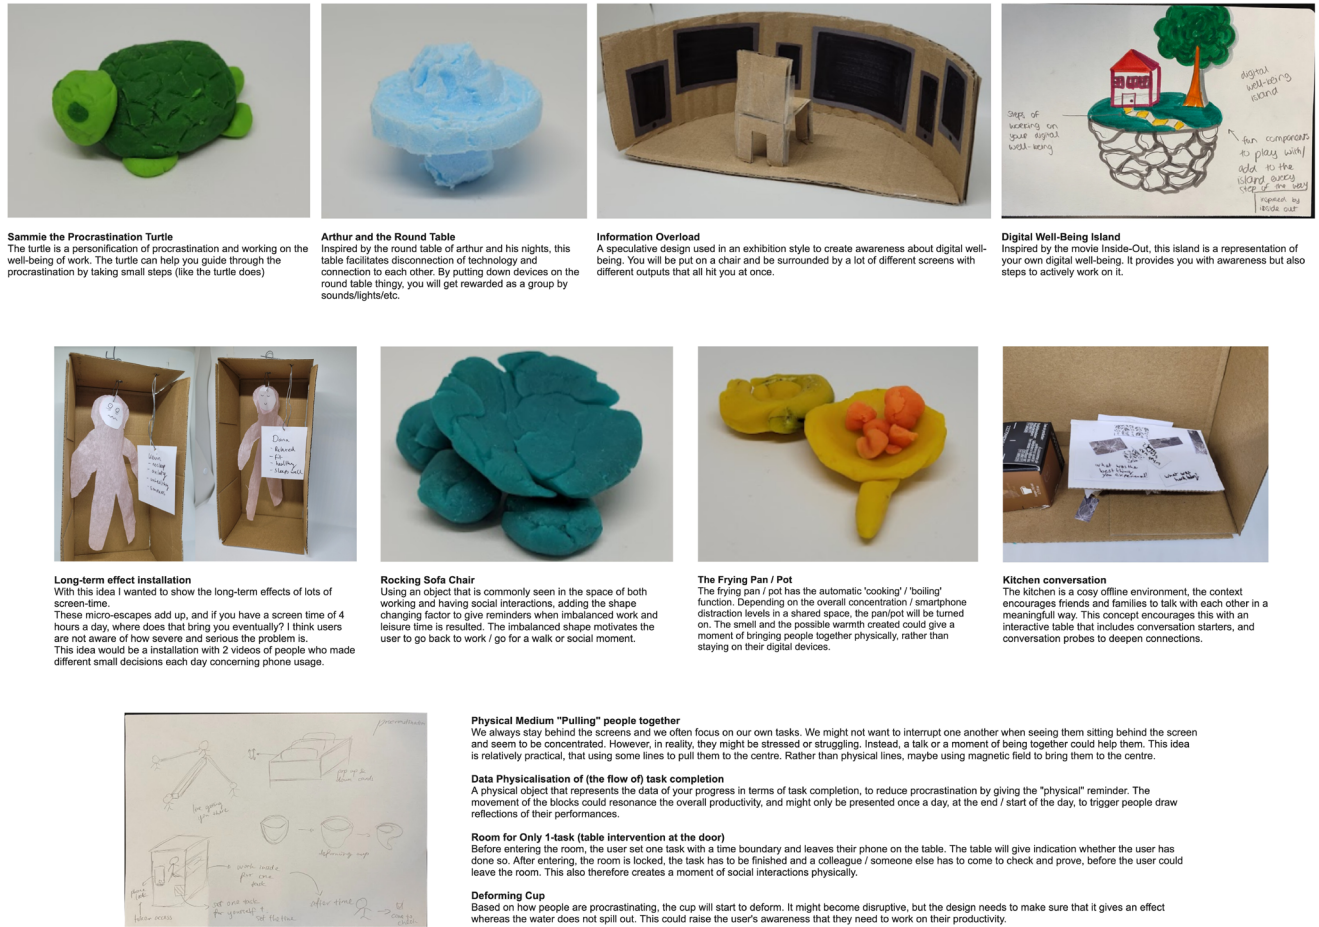 digital
well-being
island
Steps of
working on
your digital
well-being
fun components
to play with/
add to the
island every
step of the way
inspired by
inside out
Sammie the Procrastination Turtle
The turtle is a personification of procrastination and working on the
well-being of work. The turtle can help you guide through the
procrastination by taking small steps (like the turtle does)
Arthur and the Round Table
Inspired by the round table of arthur and his nights, this
table facilitates disconnection of technology and
connection to each other. By putting down devices on the
round table thingy, you will get rewarded as a group by
sounds/lights/etc.
Information Overload
A speculative design used in an exhibition style to create awareness about digital well-
being. You will be put on a chair and be surrounded by a lot of different screens with
different outputs that all hit you at once.
Digital Well-Being Island
Inspired by the movie Inside-Out, this island is a representation of
your own digital well-being. It provides you with awareness but also
steps to actively work on it.
Dana
- Relaxed
- Fit
- healthy
- sleeps well
Long-term effect installation
With this idea I wanted to show the long-term effects of lots of
screen-time.
These micro-escapes add up, and if you have a screen time of 4
hours a day, where does that bring you eventually? I think users
are not aware of how severe and serious the problem is.
This idea would be a installation with 2 videos of people who made
different small decisions each day concerning phone usage.
Rocking Sofa Chair
Using an object that is commonly seen in the space of both
working and having social interactions, adding the shape
changing factor to give reminders when imbalanced work and
leisure time is resulted. The imbalanced shape motivates the
user to go back to work / go for a walk or social moment.
The Frying Pan / Pot
The frying pan / pot has the automatic 'cooking' / 'boiling'
function. Depending on the overall concentration / smartphone
distraction levels in a shared space, the pan/pot will be turned
on. The smell and the possible warmth created could give a
moment of bringing people together physically, rather than
staying on their digital devices.
Kitchen conversation
The kitchen is a cosy offline environment, the context
encourages friends and families to talk with each other in a
meaningful way. This concept encourages this with an
interactive table that includes conversation starters, and
conversation probes to deepen connections.
deforming cup
work mode
for one
task
set one task
for yourself +
set the time
after time
Physical Medium "Pulling" people together
We always stay behind the screens and we often focus on our own tasks. We might not want to interrupt one another when seeing them sitting behind the screen
and seem to be concentrated. However, in reality, they might be stressed or struggling. Instead, a talk or a moment of being together could help them. This idea
is relatively practical, that using some lines to pull them to the centre. Rather than physical lines, maybe using magnetic field to bring them to the centre.
Data Physicalisation of (the flow of) task completion
A physical object that represents the data of your progress in terms of task completion, to reduce procrastination by giving the "physical" reminder. The
movement of the blocks could resonance the overall productivity, and might only be presented once a day, at the end / start of the day, to trigger people draw
reflections of their performances.
Room for Only 1-task (table intervention at the door)
Before entering the room, the user set one task with a time boundary and leaves their phone on the table. The table will give indication whether the user has
done so. After entering, the room is locked, the task has to be finished and a colleague / someone else has to come to check and prove, before the user could
leave the room. This also therefore creates a moment of social interactions physically.
Deforming Cup
Based on how people are procrastinating, the cup will start to deform. It might become disruptive, but the design needs to make sure that it gives an effect
whereas the water does not spill out. This could raise the user's awareness that they need to work on their productivity.